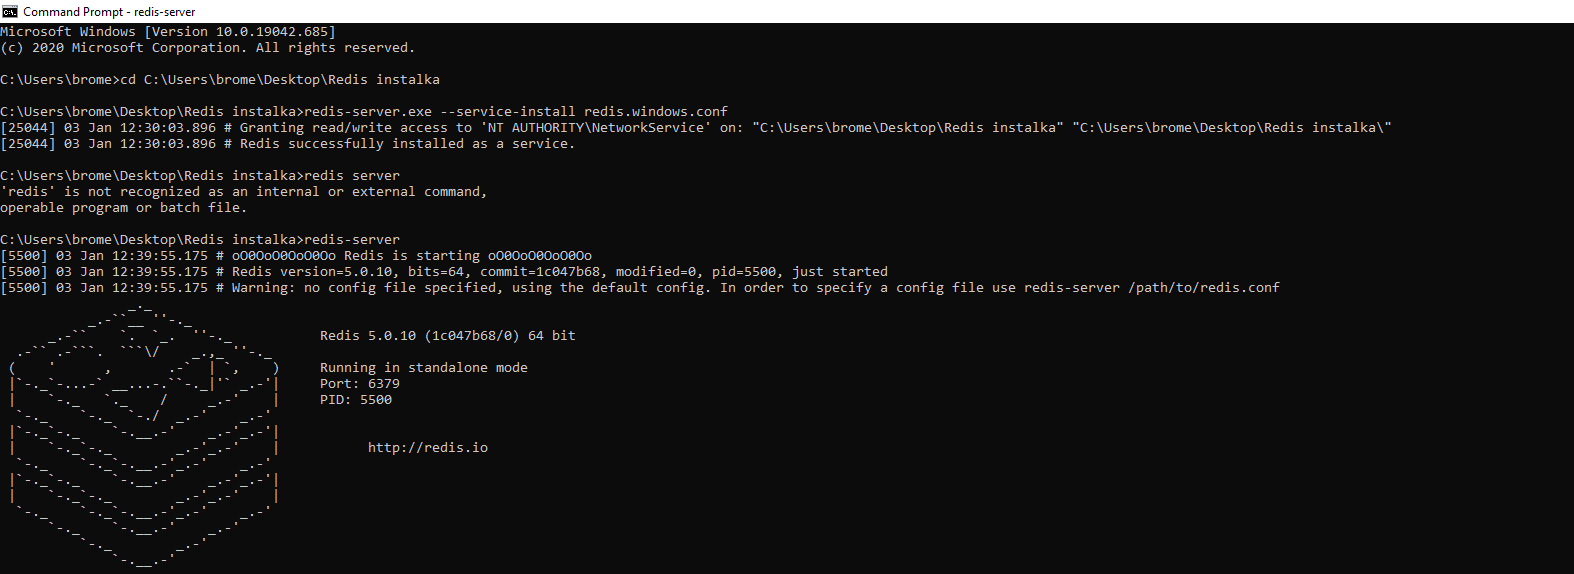 Command Prompt - redis-server
Microsoft Windows [Version 10.0.19042.685]
(c) 2020 Microsoft Corporation. All rights reserved.
C:\Users\brome>cd C:\Users\brome\Desktop\Redis instalka
C:\Users\brome\Desktop\Redis instalka>redis-server.exe --service-install redis.windows.conf
[25044] 03 Jan 12:30:03.896 # Granting read/write access to 'NT AUTHORITY\NetworkService' on: "C:\Users\brome\Desktop\Redis instalka" "C:\Users\brome\Desktop\Redis instalka\"
[25044] 03 Jan 12:30:03.896 # Redis successfully installed as a service.
C:\Users\brome\Desktop\Redis instalka>redis server
'redis' is not recognized as an internal or external command,
operable program or batch file.
C:\Users\brome\Desktop\Redis instalka>redis-server
[5500] 03 Jan 12:39:55.175 # oO0OoO0OoO0Oo Redis is starting oO0OoO0OoO0Oo
[5500] 03 Jan 12:39:55.175 # Redis version=5.0.10, bits=64, commit=1c047b68, modified=0, pid=5500, just started
[5500] 03 Jan 12:39:55.175 # Warning: no config file specified, using the default config. In order to specify a config file use redis-server /path/to/redis.conf
Redis 5.0.10 (1c047b68/0) 64 bit
Running in standalone mode
Port: 6379
PID: 5500
http://redis.io